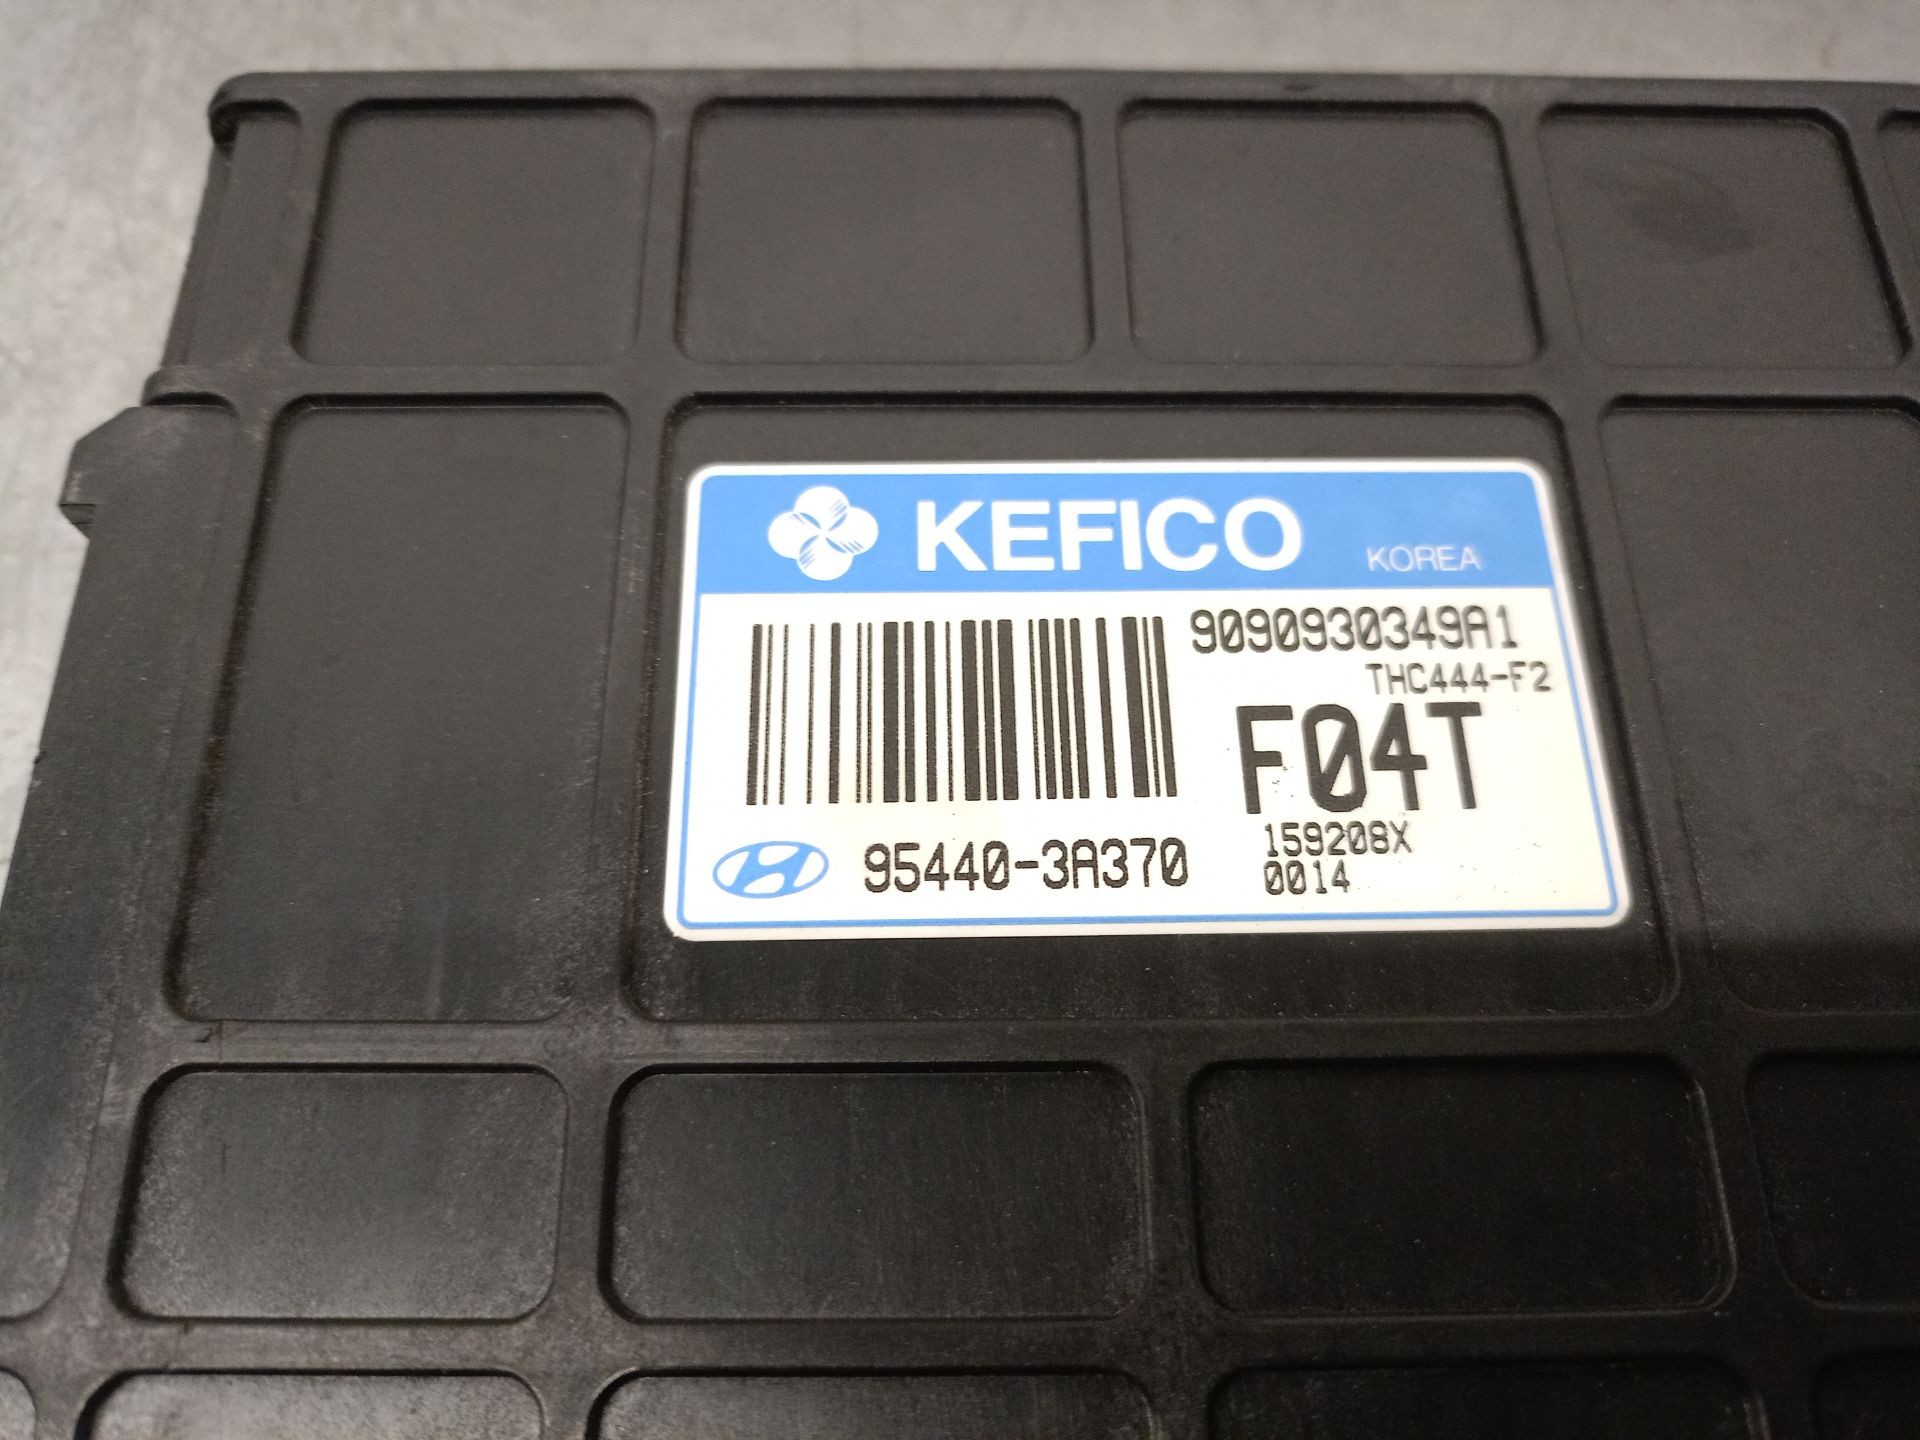 KEFICO KOREA
9090930349A1
THC444-F2
F04T
95440-3A370
159208X
0014